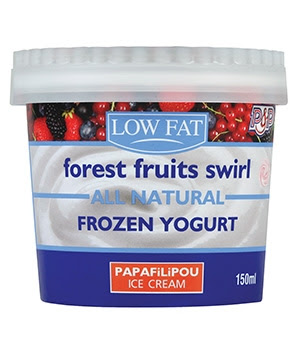 LOW FAT
P P
forest fruits swirl
ALL NATURAL
FROZEN YOGURT
PAPAFiLiPOU
ICE CREAM
150ml